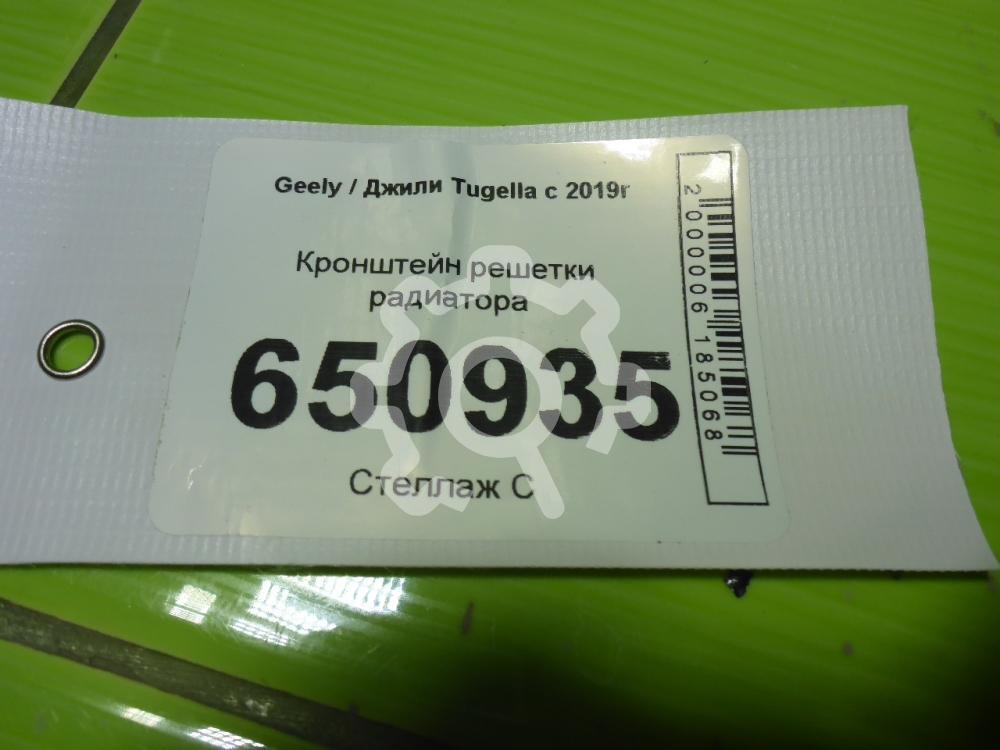 Geely / Джили Tugella с 2019г
Кронштейн решетки
радиатора
650935
Стеллаж С
2000006185068